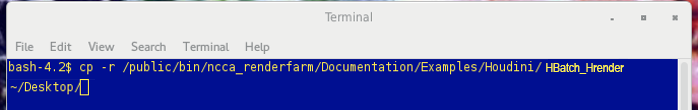 Terminal
File Edit View Search Terminal Help
bash-4.2$ cp -r /public/bin/ncca_renderfarm/Documentation/Examples/Houdini/ HBatch_Hrender
~/Desktop/